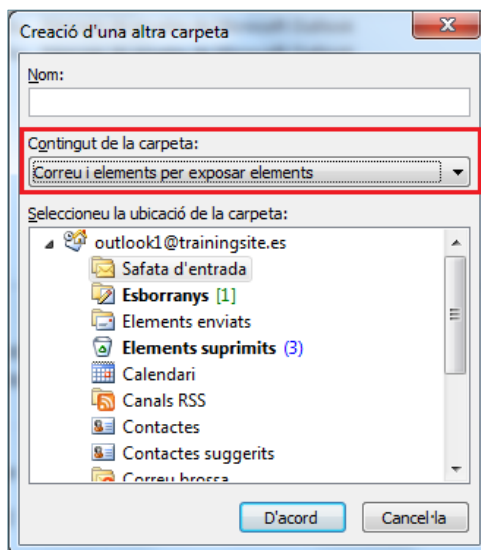 Creació d'una altra carpeta
Nom:
Contingut de la carpeta:
Correu i elements per exposar elements
Seleccioneu la ubicació de la carpeta:
outlook1@trainingsite.es
Safata d'entrada
Esborranys [1]
Elements enviats
Elements suprimits (3)
Calendari
Canals RSS
Contactes
Contactes suggerits
Correu brossa
D'acord Cancel·la